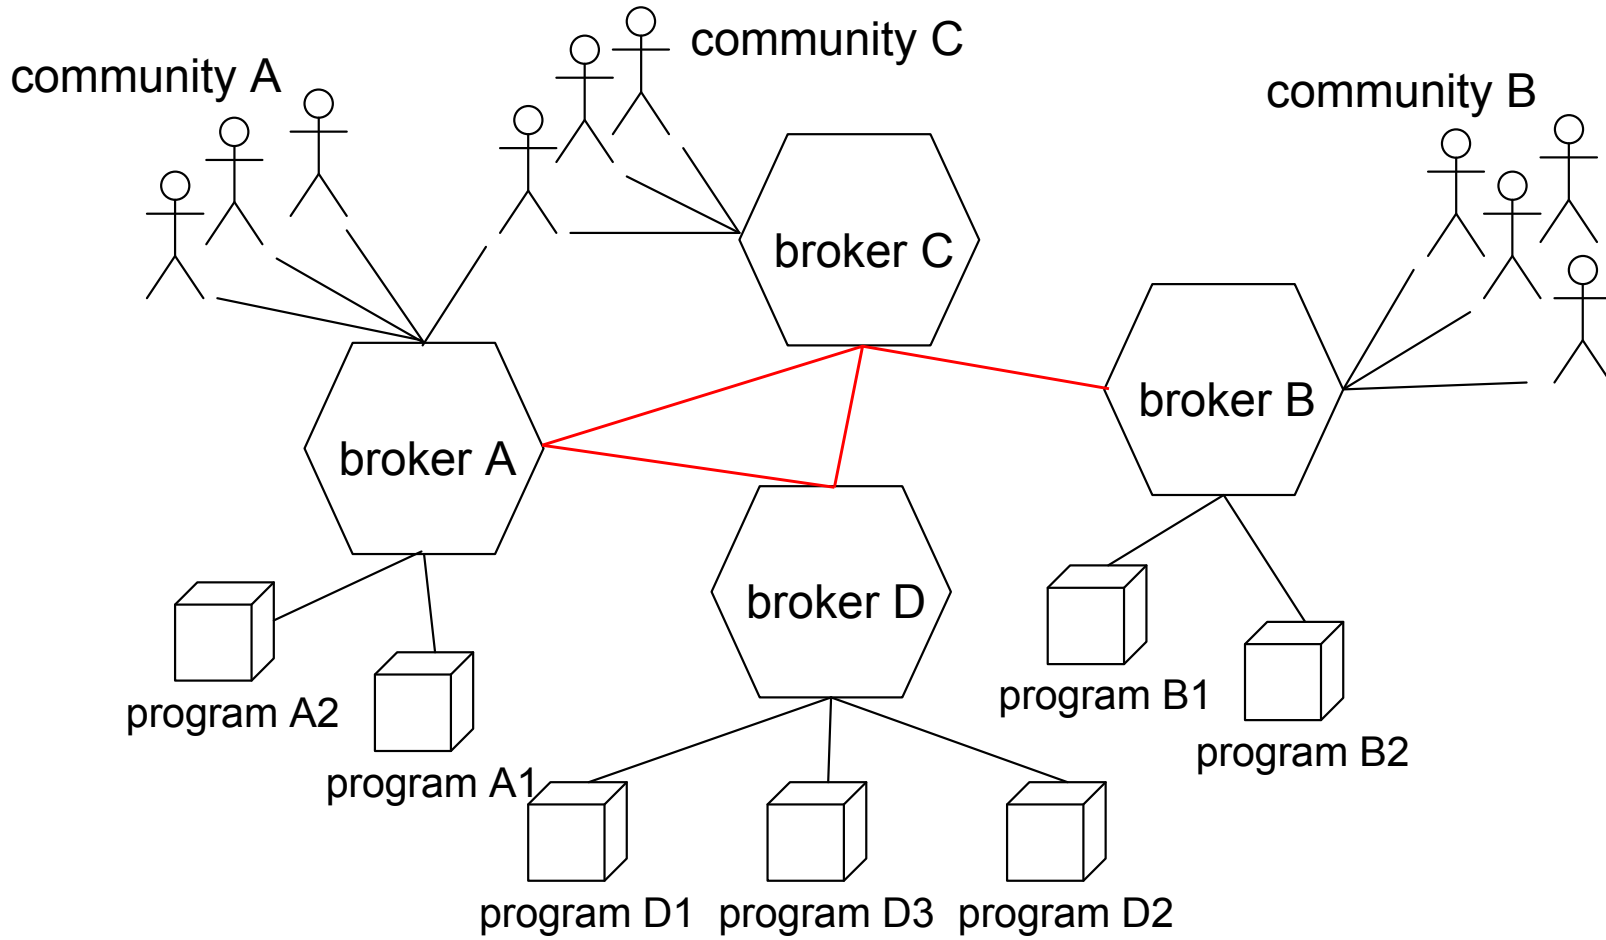 community C
community A
community B
broker C
broker B
broker A
broker D
program B1
program A2
program B2
program A1
program D1
program D3
program D2